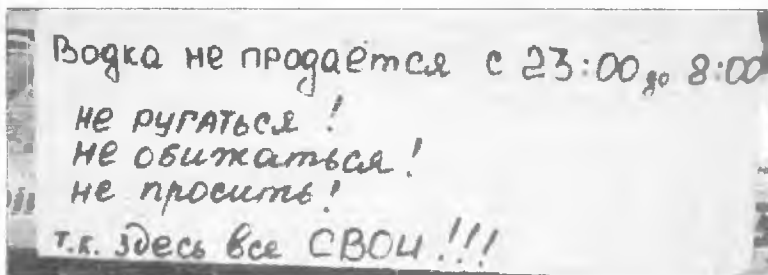 Водка не продаётся с 23:00 до 8:00
не ругаться!
не обижаться!
не просить!
т.к. здесь все СВОИ!!!